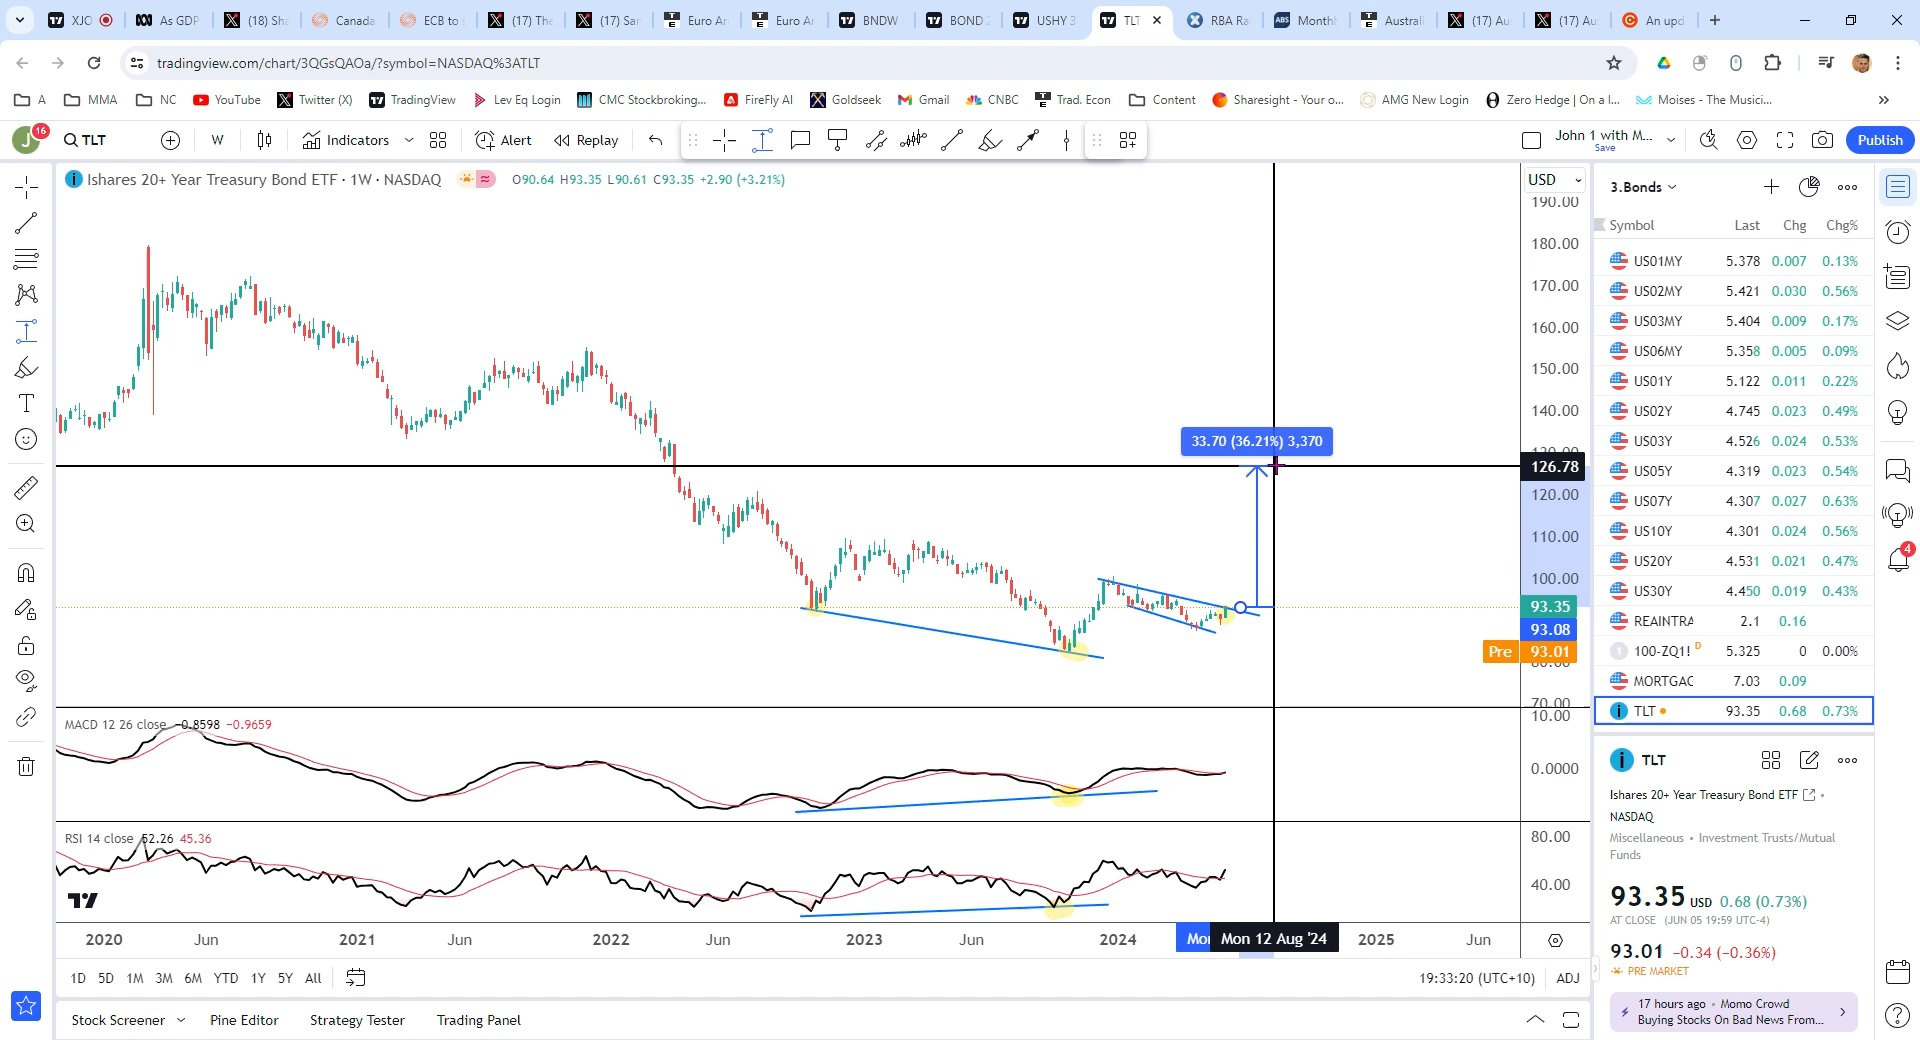 XJO
As GDP
(18) Sha
Canada
ECB to s
(17) The
(17) Sar
Euro Ar
Euro Ar
BNDW
BOND 2
USHY 3
TLT
RBA Ra
Month
Austral
(17) Au
(17) Au
An upd
tradingview.com/chart/3QGsQAOa/?symbol=NASDAQ%3ATLT
A
MMA
NC
YouTube
Twitter (X)
TradingView
Lev Eq Login
CMC Stockbroking...
FireFly AI
Goldseek
Gmail
CNBC
Trad. Econ
Content
Sharesight - Your o...
AMG New Login
Zero Hedge | On a l...
Moises - The Musici...
J 16
TLT
W
Indicators
Alert
Replay
John 1 with M...
Save
Publish
Ishares 20+ Year Treasury Bond ETF · 1W · NASDAQ
O90.64 H93.35 L90.61 C93.35 +2.90 (+3.21%)
USD
190.00
180.00
170.00
160.00
150.00
140.00
33.70 (36.21%) 3,370
126.78
120.00
110.00
100.00
93.35
93.08
Pre 93.01
70.00
MACD 12 26 close −0.8598 −0.9659
10.00
0.0000
RSI 14 close 52.26 45.36
80.00
40.00
2020
Jun
2021
Jun
2022
Jun
2023
Jun
2024
Mon 12 Aug '24
2025
Jun
1D
5D
1M
3M
6M
YTD
1Y
5Y
All
19:33:20 (UTC+10)
ADJ
Stock Screener
Pine Editor
Strategy Tester
Trading Panel
3.Bonds
Symbol Last Chg Chg%
US01MY 5.378 0.007 0.13%
US02MY 5.421 0.030 0.56%
US03MY 5.404 0.009 0.17%
US06MY 5.358 0.005 0.09%
US01Y 5.122 0.011 0.22%
US02Y 4.745 0.023 0.49%
US03Y 4.526 0.024 0.53%
US05Y 4.319 0.023 0.54%
US07Y 4.307 0.027 0.63%
US10Y 4.301 0.024 0.56%
US20Y 4.531 0.021 0.47%
US30Y 4.450 0.019 0.43%
REAINTRA 2.1 0.16
1 100-ZQ1! D 5.325 0 0.00%
MORTGAG 7.03 0.09
TLT 93.35 0.68 0.73%
TLT
Ishares 20+ Year Treasury Bond ETF •
NASDAQ
Miscellaneous • Investment Trusts/Mutual
Funds
93.35 USD 0.68 (0.73%)
AT CLOSE (JUN 05 19:59 UTC-4)
93.01 −0.34 (−0.36%)
PRE MARKET
17 hours ago • Momo Crowd
Buying Stocks On Bad News From...
4